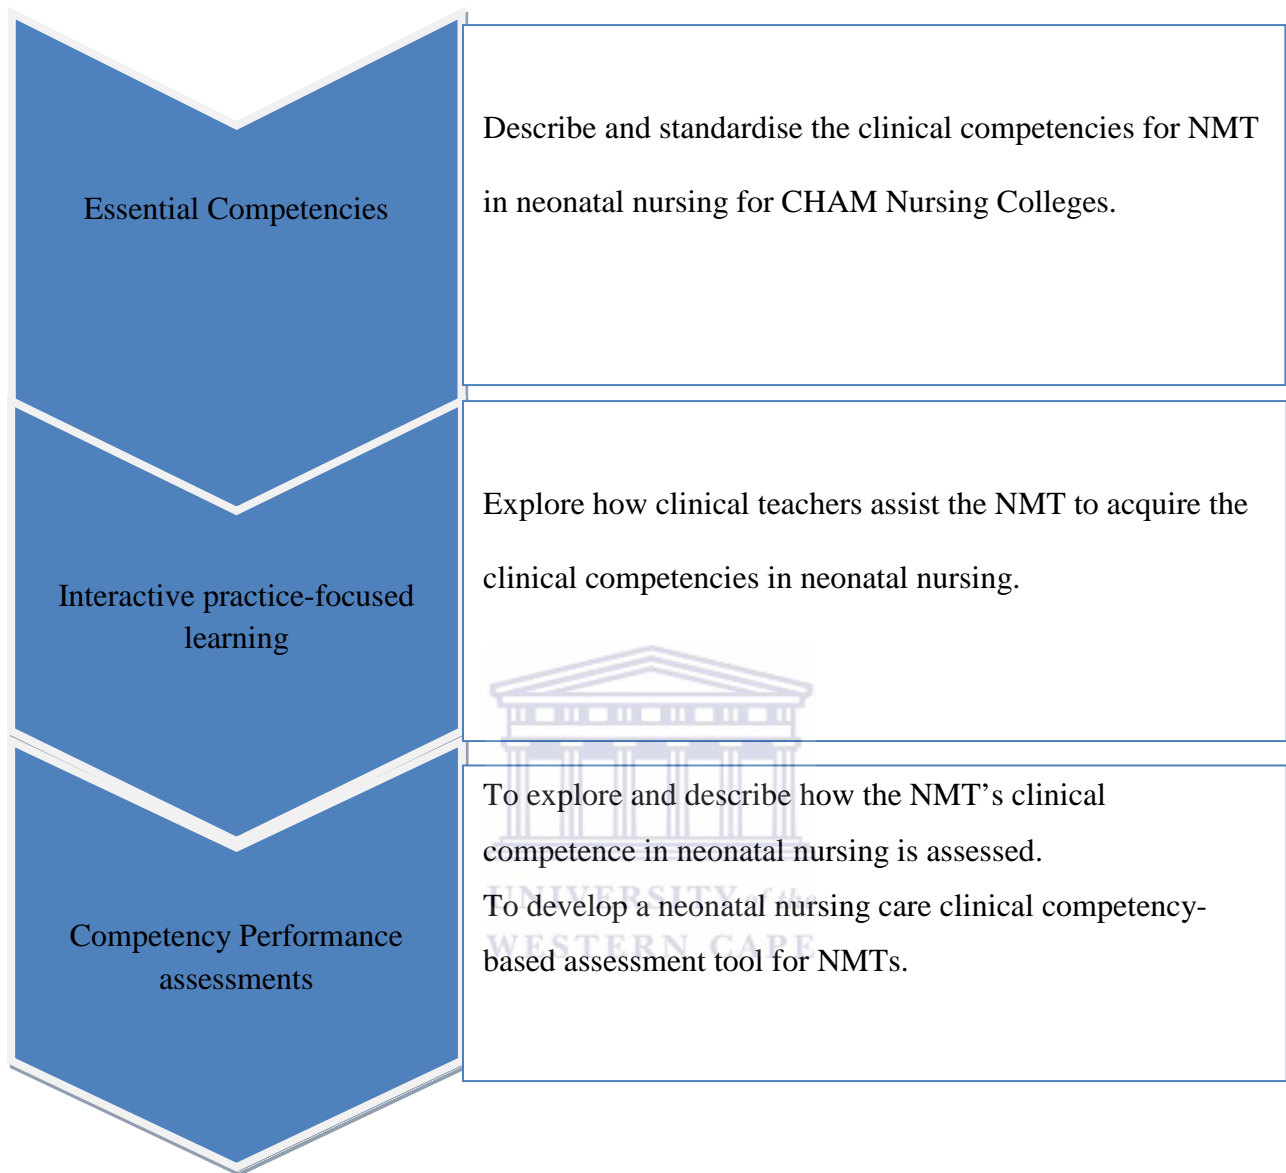 Essential Competencies
Describe and standardise the clinical competencies for NMT
in neonatal nursing for CHAM Nursing Colleges.
Interactive practice-focused
learning
Explore how clinical teachers assist the NMT to acquire the
clinical competencies in neonatal nursing.
Competency Performance
assessments
To explore and describe how the NMT’s clinical
competence in neonatal nursing is assessed.
To develop a neonatal nursing care clinical competency-
based assessment tool for NMTs.
UNIVERSITY of the
WESTERN CAPE